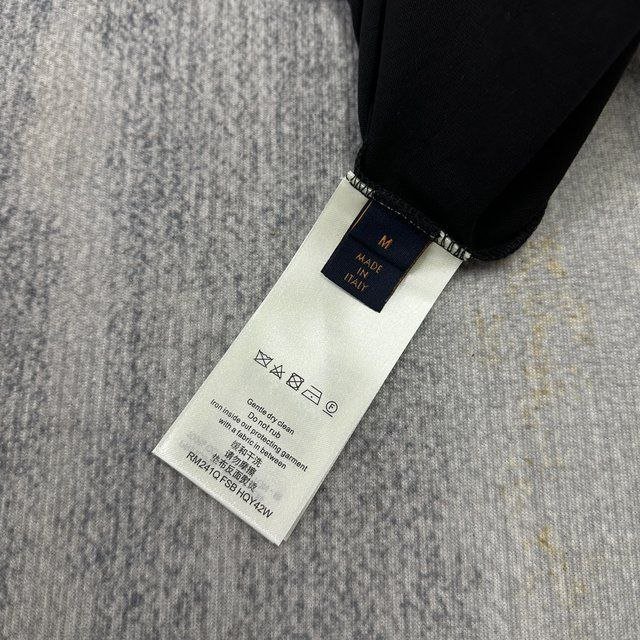 M
MADE
IN
ITALY
F
Gentle dry clean
Do not rub
Iron inside out protecting garment
with a fabric in between
缓和干洗
请勿摩擦
垫布反面熨烫
RM241Q FSB HQY42W